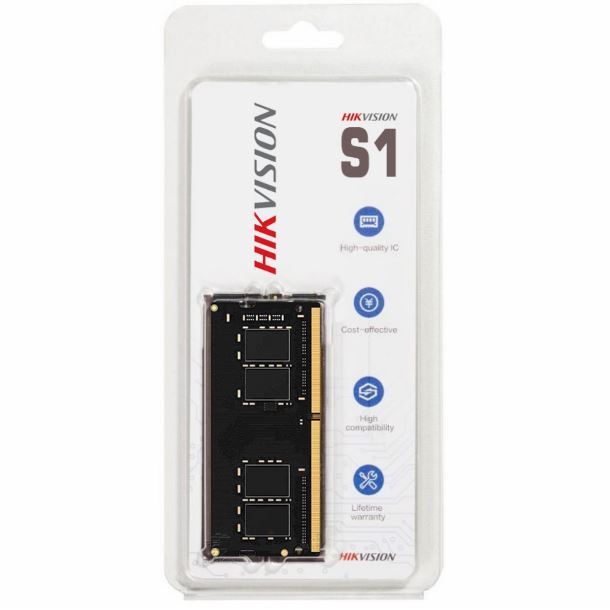 HIKVISION
HIKVISION
S1
High-quality IC
Cost-effective
High
compatibility
Lifetime
warranty
HIKVISION